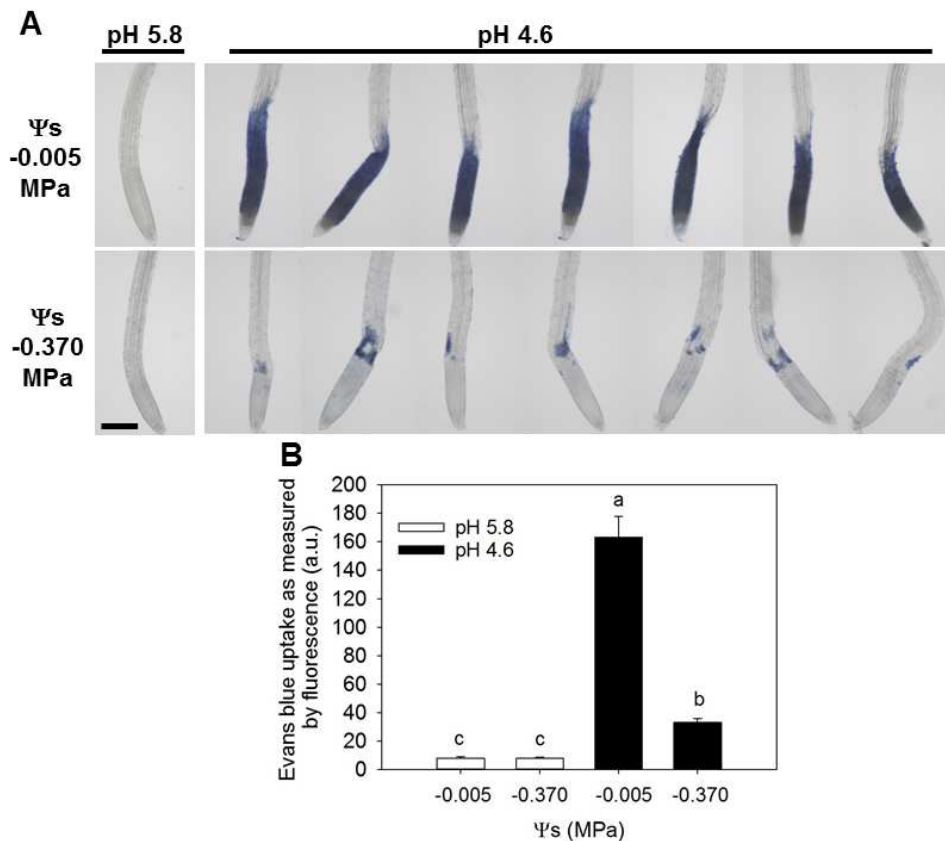 A
pH 5.8
pH 4.6
Ψs
-0.005
MPa
Ψs
-0.370
MPa
B
Evans blue uptake as measured
by fluorescence (a.u.)
200
180
160
140
120
100
80
60
40
20
0
pH 5.8
pH 4.6
c
c
a
b
-0.005
-0.370
-0.005
-0.370
Ψs (MPa)